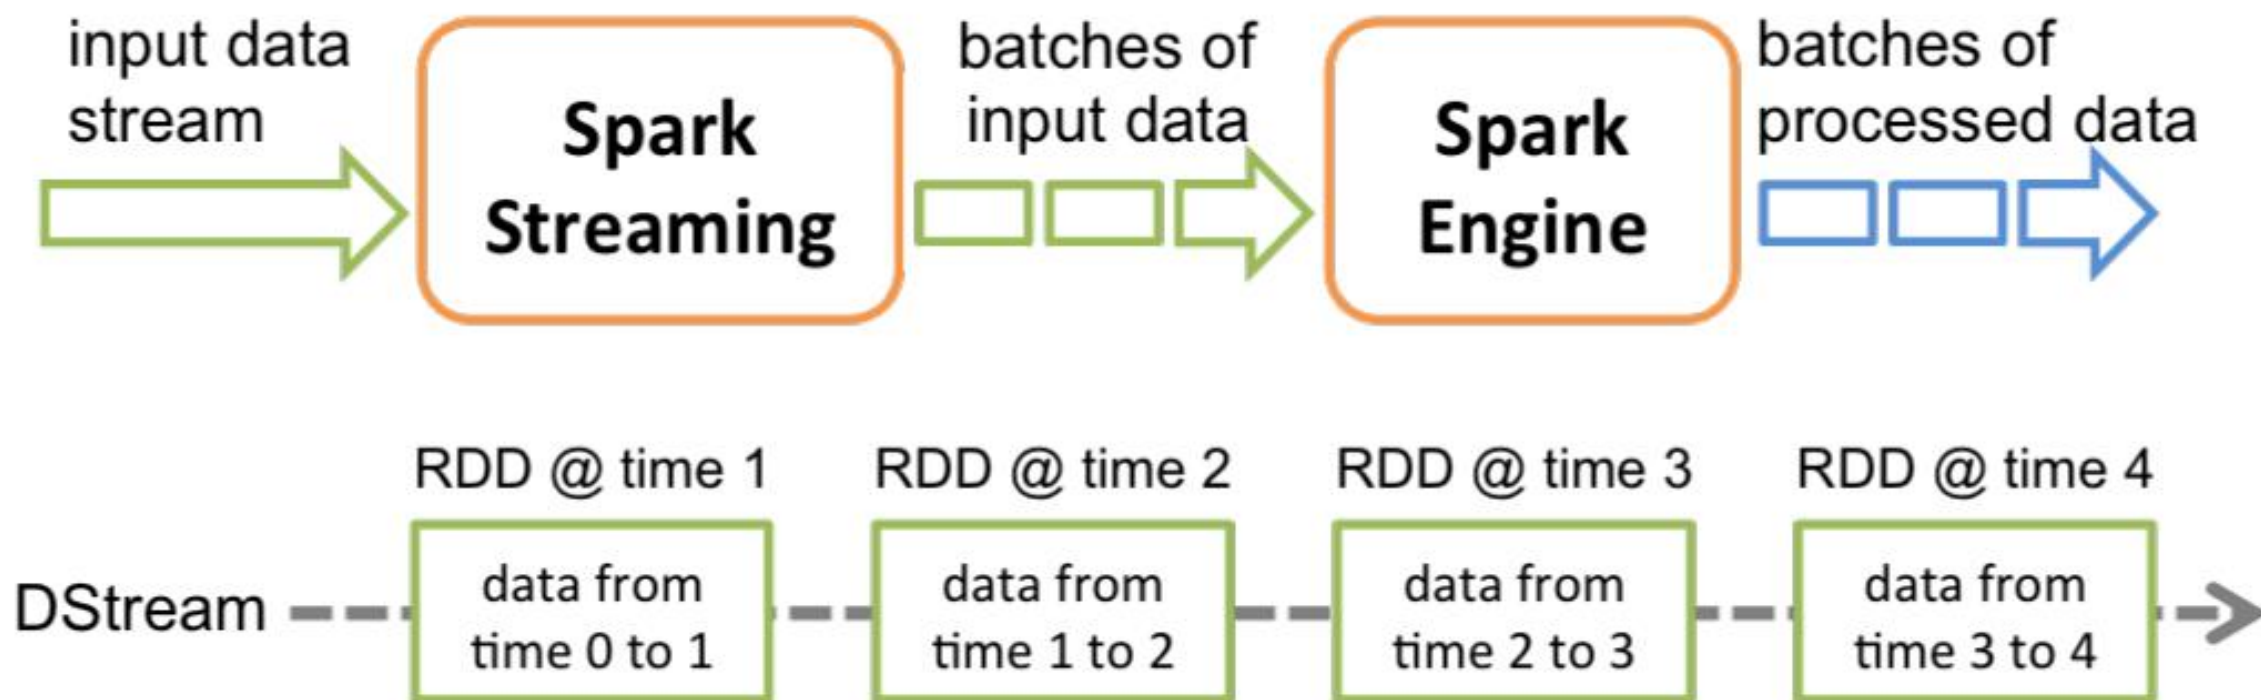 input data
stream
Spark
Streaming
batches of
input data
Spark
Engine
batches of
processed data
RDD @ time 1
RDD @ time 2
RDD @ time 3
RDD @ time 4
DStream
data from
time 0 to 1
data from
time 1 to 2
data from
time 2 to 3
data from
time 3 to 4